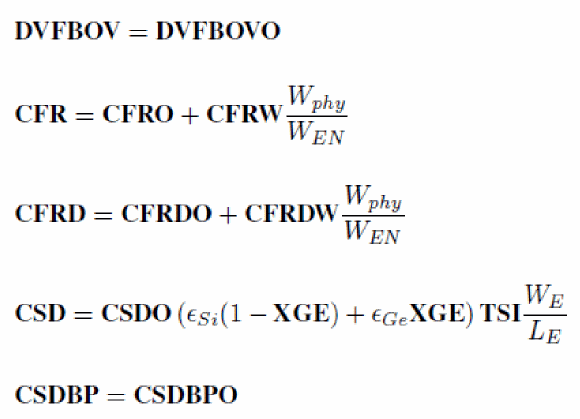 DVFBOV = DVFBOVO
CFR = CFRO + CFRW W_{phy}/W_{EN}
CFRD = CFRDO + CFRDW W_{phy}/W_{EN}
CSD = CSDO (ϵ_{Si}(1 − XGE) + ϵ_{Ge}XGE) TSI W_E/L_E
CSDBP = CSDBPO